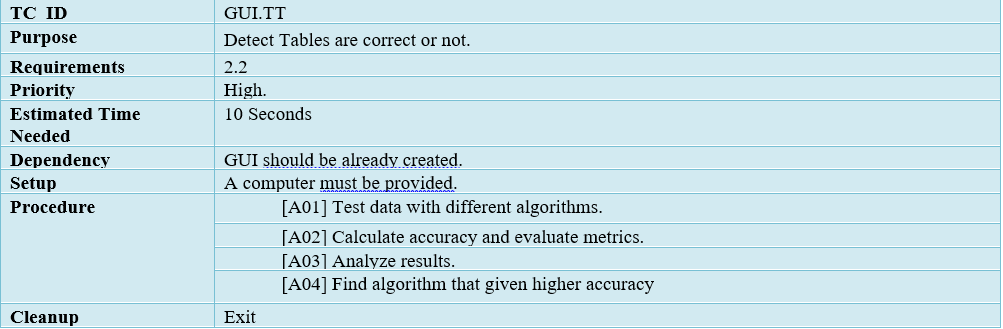 TC_ID GUI.TT
Purpose Detect Tables are correct or not.
Requirements 2.2
Priority High.
Estimated Time 10 Seconds
Needed
Dependency GUI should be already created.
Setup A computer must be provided.
Procedure [A01] Test data with different algorithms.
[A02] Calculate accuracy and evaluate metrics.
[A03] Analyze results.
[A04] Find algorithm that given higher accuracy
Cleanup Exit